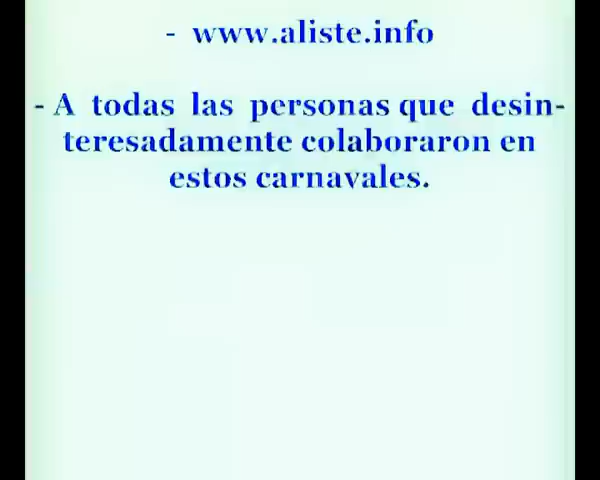 - www.aliste.info
- A todas las personas que desin-
teresadamente colaboraron en
estos carnavales.